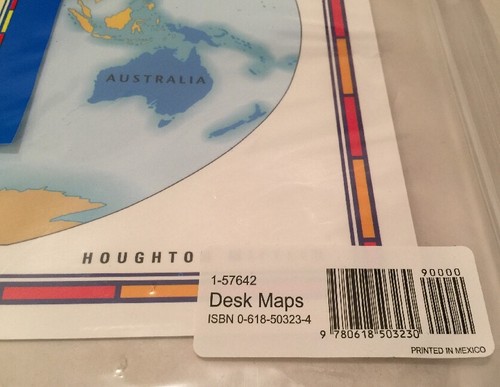 AUSTRALIA
HOUGHTO
1-57642
Desk Maps
ISBN 0-618-50323-4
90000
9 780618 503230
PRINTED IN MEXICO